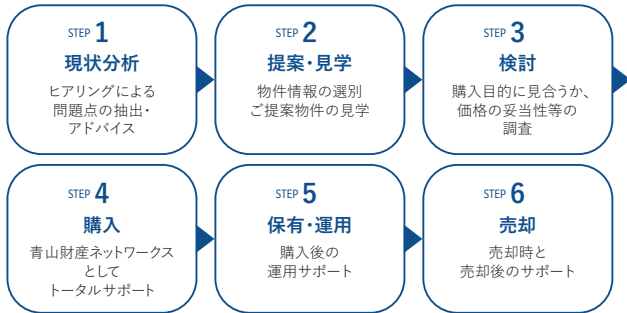 STEP 1
現状分析
ヒアリングによる
問題点の抽出・
アドバイス
STEP 2
提案・見学
物件情報の選別
ご提案物件の見学
STEP 3
検討
購入目的に見合うか、
価格の妥当性等の
調査
STEP 4
購入
青山財産ネットワークス
として
トータルサポート
STEP 5
保有・運用
購入後の
運用サポート
STEP 6
売却
売却時と
売却後のサポート